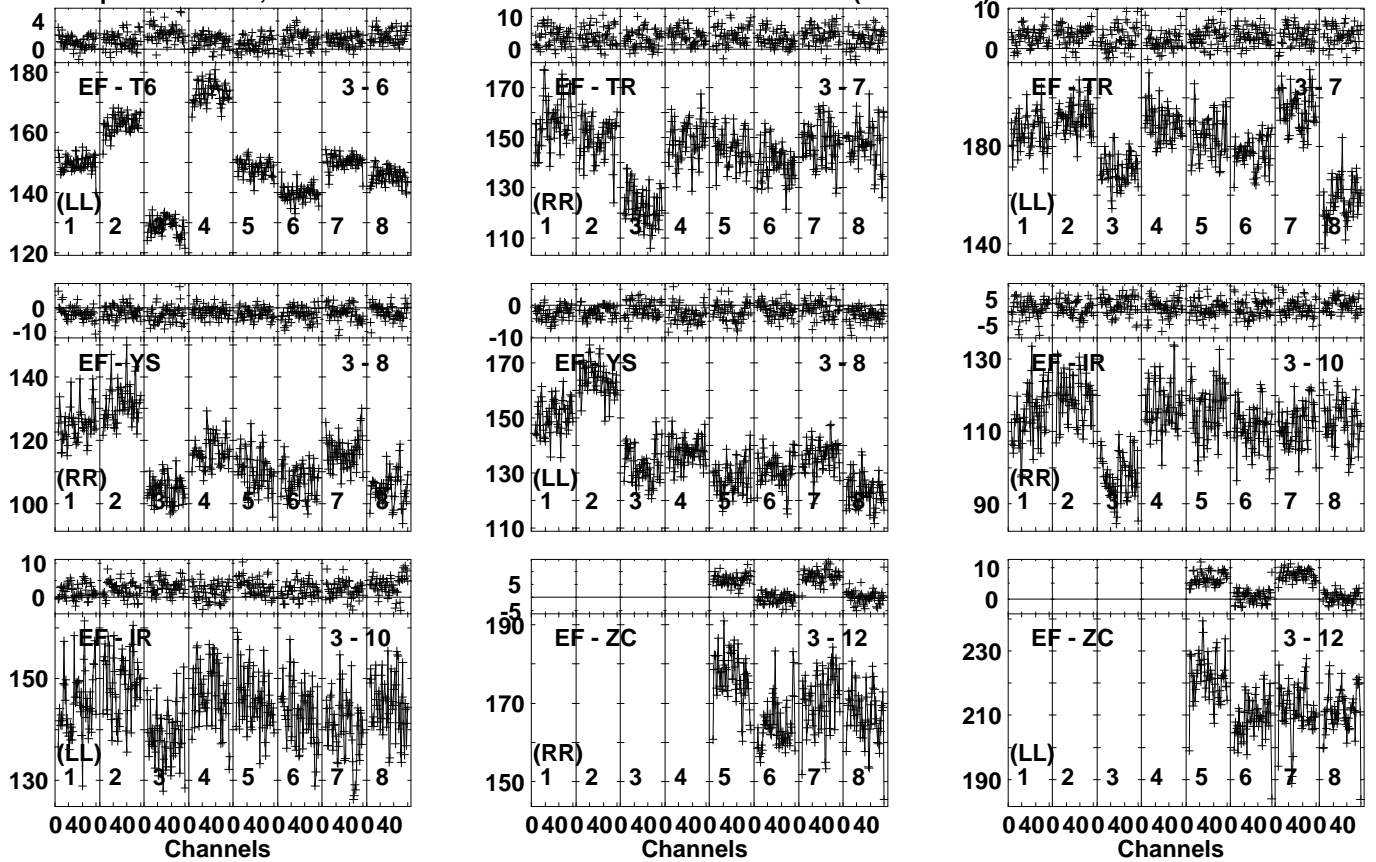 4
0
180
160
140
120
EF - T6 3 - 6
(LL)
1 2 3 4 5 6 7 8
10
0
170
150
130
110
EF - TR 3 - 7
(RR)
1 2 3 4 5 6 7 8
10
0
180
140
EF - TR 3 - 7
(LL)
1 2 3 4 5 6 7 8
0
-10
140
120
100
EF - YS 3 - 8
(RR)
1 2 3 4 5 6 7 8
0
-10
170
150
130
110
EF - YS 3 - 8
(LL)
1 2 3 4 5 6 7 8
5
-5
130
110
90
EF - IR 3 - 10
(RR)
1 2 3 4 5 6 7 8
10
0
150
130
EF - IR 3 - 10
(LL)
1 2 3 4 5 6 7 8
0 40 0 40 0 40 0 40 0 40 0 40 0 40 0 40
Channels
5
-5
190
170
150
EF - ZC 3 - 12
(RR)
1 2 3 4 5 6 7 8
0 40 0 40 0 40 0 40 0 40 0 40 0 40 0 40
Channels
10
0
230
210
190
EF - ZC 3 - 12
(LL)
1 2 3 4 5 6 7 8
0 40 0 40 0 40 0 40 0 40 0 40 0 40 0 40
Channels